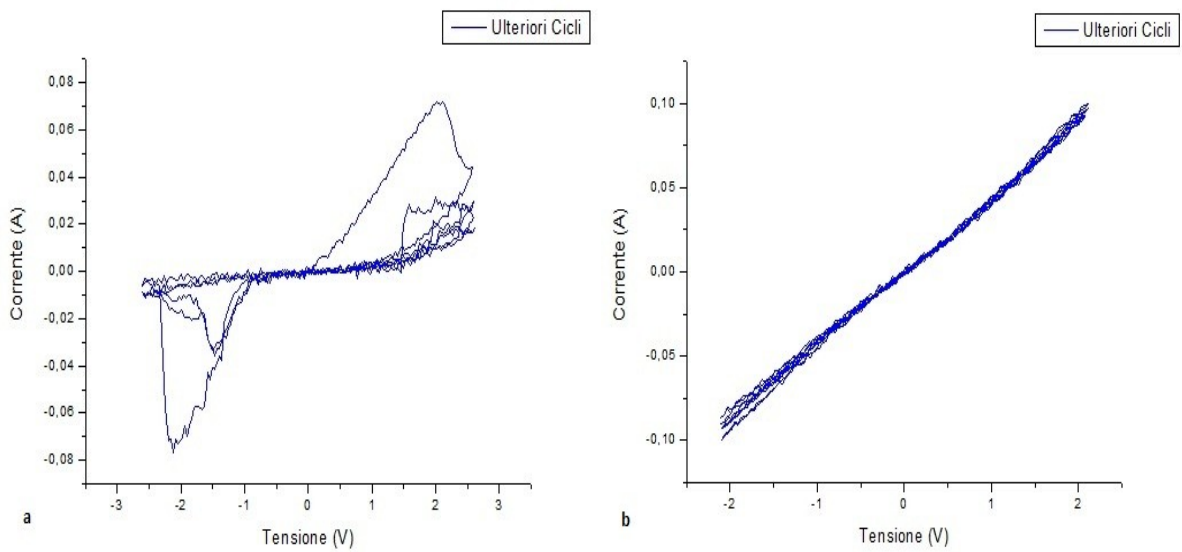 Ulteriori Cicli
0,08
0,06
0,04
0,02
0,00
-0,02
-0,04
-0,06
-0,08
Corrente (A)
-3 -2 -1 0 1 2 3
Tensione (V)
a
Ulteriori Cicli
0,10
0,05
0,00
-0,05
-0,10
Corrente (A)
-2 -1 0 1 2
Tensione (V)
b